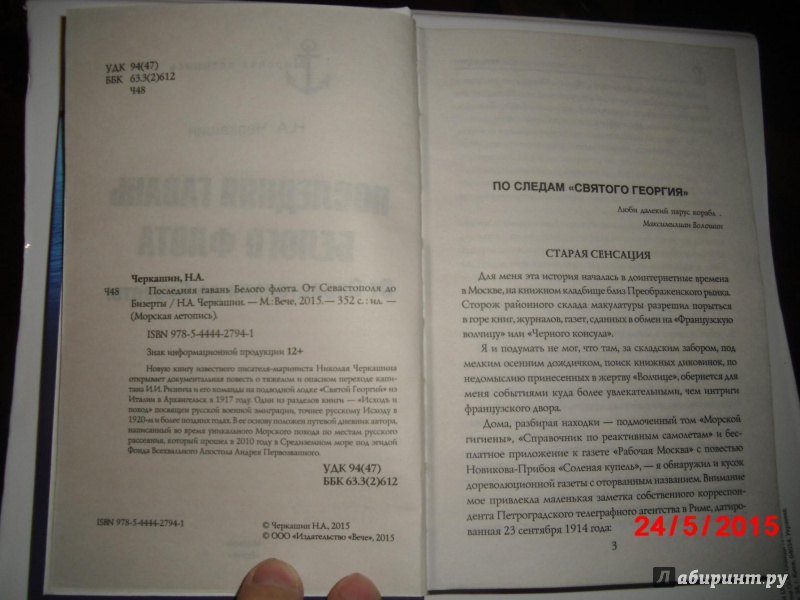 УДК 94(47)
ББК 63.3(2)612
Ч48
Черкашин, Н.А.
Ч48 Последняя гавань Белого флота. От Севастополя до
Бизерты / Н.А. Черкашин. — М.: Вече, 2015.— 352 с.: ил. —
(Морская летопись).
ISBN 978-5-4444-2794-1
Знак информационной продукции 12+
Новую книгу известного писателя-мариниста Николая Черкашина
открывает документальная повесть о тяжелом и опасном переходе капи-
тана И.И. Ризнича и его команды на подводной лодке «Святой Георгий» из
Италии в Архангельск в 1917 году. Один из разделов книги — «Исходъ и
поход» посвящен русской военной эмиграции, точнее русскому Исходу в
1920-м и более поздних годах. В ее основу положен путевой дневник автора,
написанный во время уникального Морского похода по местам русского
рассеяния, который прошел в 2010 году в Средиземном море под эгидой
Фонда Всехвального Апостола Андрея Первозванного.
УДК 94(47)
ББК 63.3(2)612
ISBN 978-5-4444-2794-1
© Черкашин Н.А., 2015
© ООО «Издательство «Вече», 2015
ПО СЛЕДАМ «СВЯТОГО ГЕОРГИЯ»
Люби далекий парус корабл
Максимилиан Волошин
СТАРАЯ СЕНСАЦИЯ
Для меня эта история началась в доинтернетные времена
в Москве, на книжном кладбище близ Преображенского рынка.
Сторож районного склада макулатуры разрешил порыться
в горе книг, журналов, газет, сданных в обмен на «Французскую
волчицу» или «Черного консула».
Я и подумать не мог, что там, за складским забором, под
мелким осенним дождичком, поиск книжных диковинок, по
недомыслию принесенных в жертву «Волчице», обернется для
меня событиями куда более увлекательными, чем интриги
французского двора.
Дома, разбирая находки — подмоченный том «Морской
гигиены», «Справочник по реактивным самолетам» и бес-
платное приложение к газете «Рабочая Москва» с повестью
Новикова-Прибоя «Соленая купель», — я обнаружил и кусок
дореволюционной газеты с оторванным названием. Внимание
мое привлекла маленькая заметка собственного корреспон-
дента Петроградского телеграфного агентства в Риме, датиро-
ванная 23 сентября 1914 года:
3
24/5/2015
Лабиринт.ру